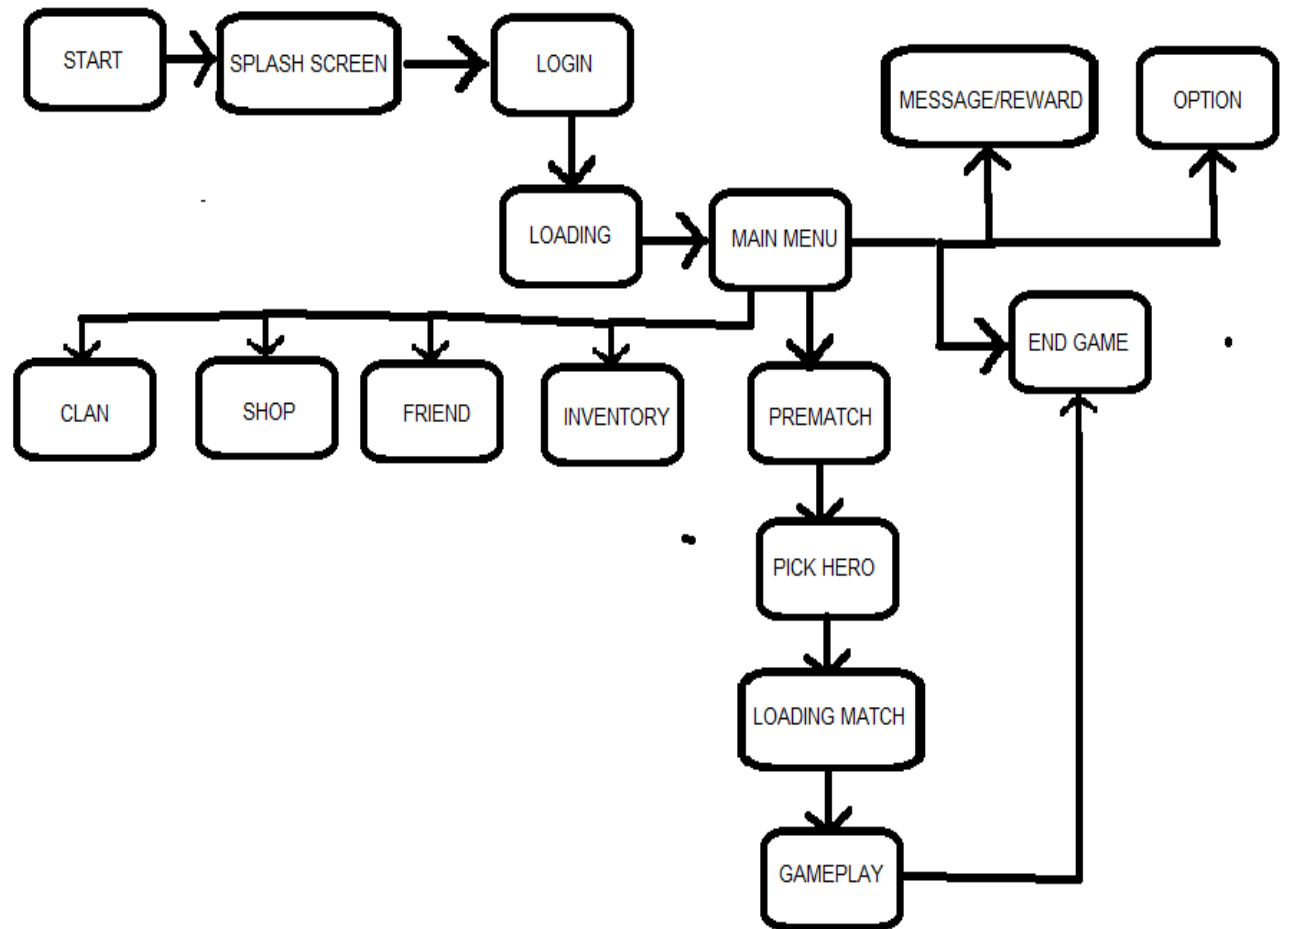 START
SPLASH SCREEN
LOGIN
MESSAGE/REWARD
OPTION
LOADING
MAIN MENU
END GAME
CLAN
SHOP
FRIEND
INVENTORY
PREMATCH
PICK HERO
LOADING MATCH
GAMEPLAY